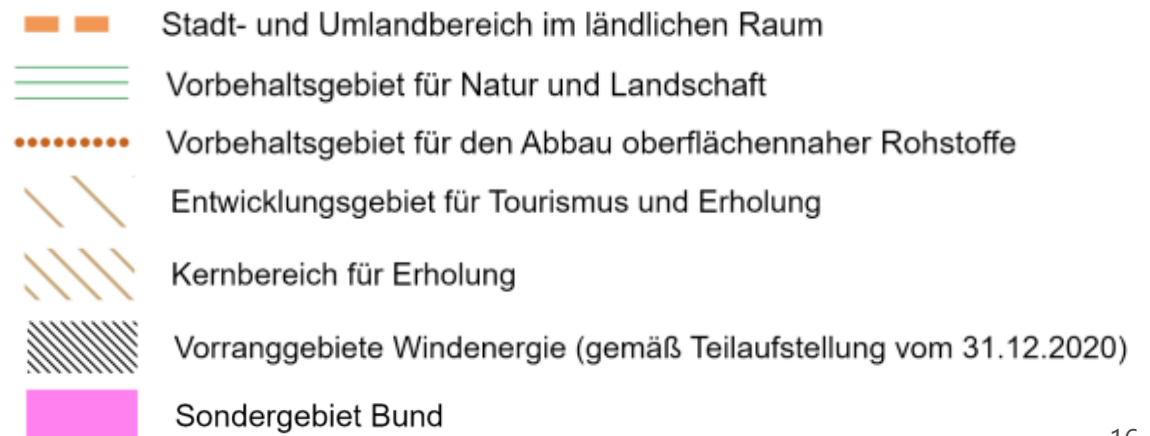 Stadt- und Umlandbereich im ländlichen Raum
Vorbehaltsgebiet für Natur und Landschaft
Vorbehaltsgebiet für den Abbau oberflächennaher Rohstoffe
Entwicklungsgebiet für Tourismus und Erholung
Kernbereich für Erholung
Vorranggebiete Windenergie (gemäß Teilaufstellung vom 31.12.2020)
Sondergebiet Bund